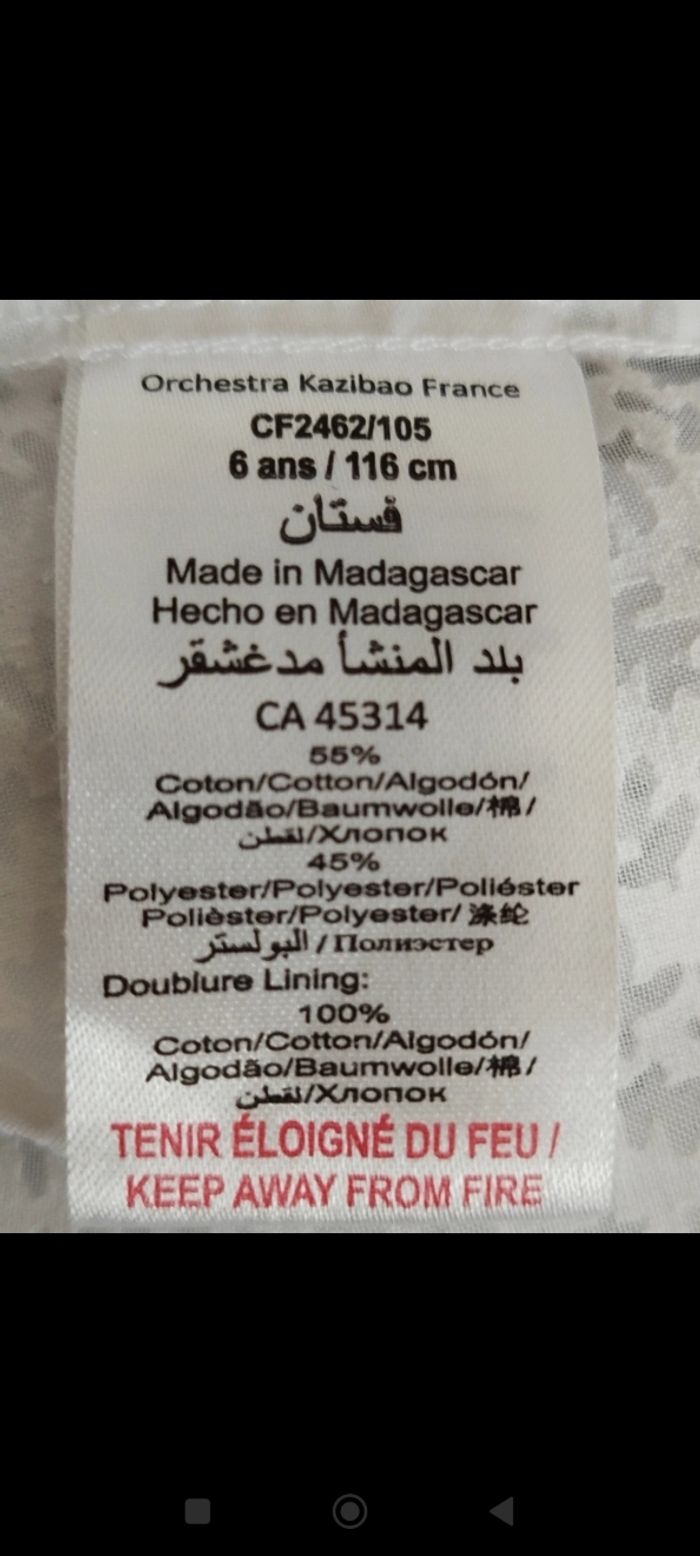 Orchestra Kazibao France
CF2462/105
6 ans / 116 cm
فستان
Made in Madagascar
Hecho en Madagascar
بلد المنشأ مدغشقر
CA 45314
55%
Coton/Cotton/Algodón/
Algodão/Baumwolle/棉/
لقطن/Хлопок
45%
Polyester/Polyester/Poliéster
Polièster/Polyester/ 涤纶
البولستر / Полиэстер
Doublure Lining:
100%
Coton/Cotton/Algodón/
Algodão/Baumwolle/棉/
لقطن/Хлопок
TENIR ÉLOIGNÉ DU FEU /
KEEP AWAY FROM FIRE